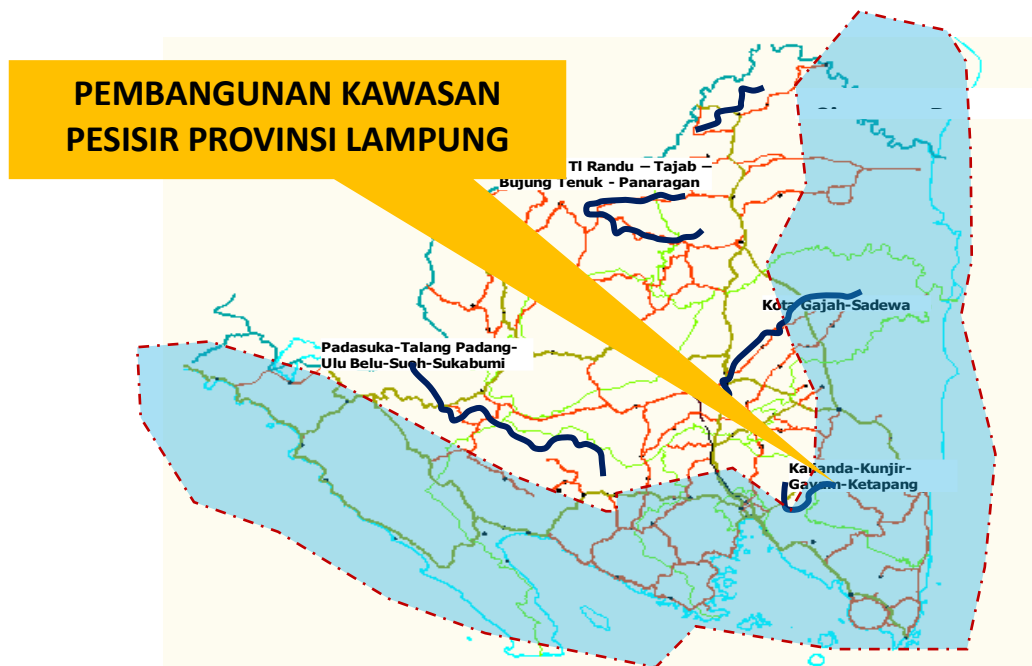 PEMBANGUNAN KAWASAN
PESISIR PROVINSI LAMPUNG
Tl Randu – Tajab –
Bujung Tenuk - Panaragan
Kota Gajah-Sadewa
Padasuka-Talang Padang-
Ulu Belu-Suoh-Sukabumi
Kalianda-Kunjir-
Gayam-Ketapang